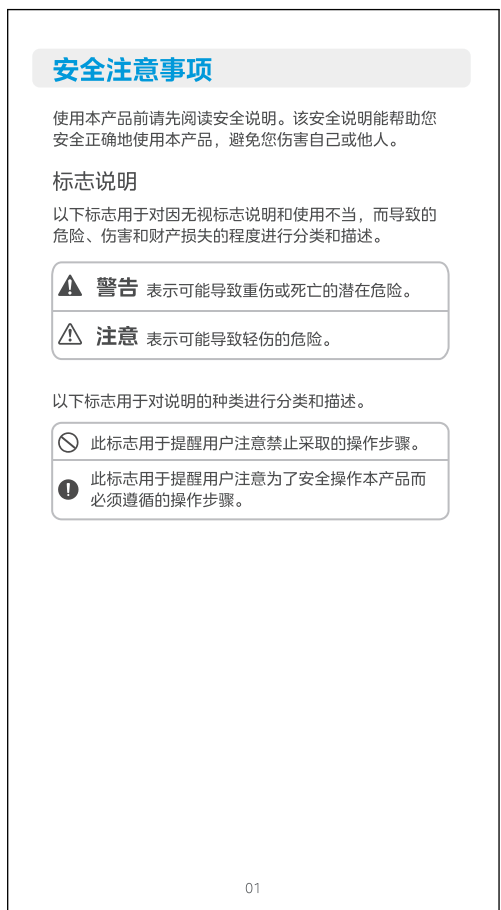 安全注意事项
使用本产品前请先阅读安全说明。该安全说明能帮助您
安全正确地使用本产品，避免您伤害自己或他人。
标志说明
以下标志用于对因无视标志说明和使用不当，而导致的
危险、伤害和财产损失的程度进行分类和描述。
警告 表示可能导致重伤或死亡的潜在危险。
注意 表示可能导致轻伤的危险。
以下标志用于对说明的种类进行分类和描述。
此标志用于提醒用户注意禁止采取的操作步骤。
此标志用于提醒用户注意为了安全操作本产品而
必须遵循的操作步骤。
01